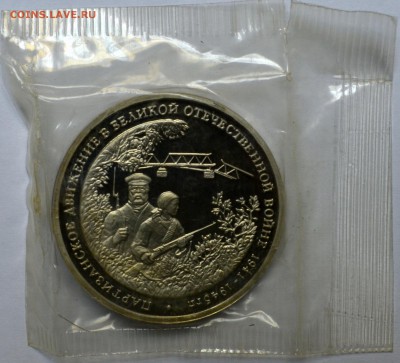 COINS.LAVE.RU
ПАРТИЗАНСКОЕ ДВИЖЕНИЕ В ВЕЛИКОЙ ОТЕЧЕСТВЕННОЙ ВОЙНЕ 1941-1945гг.